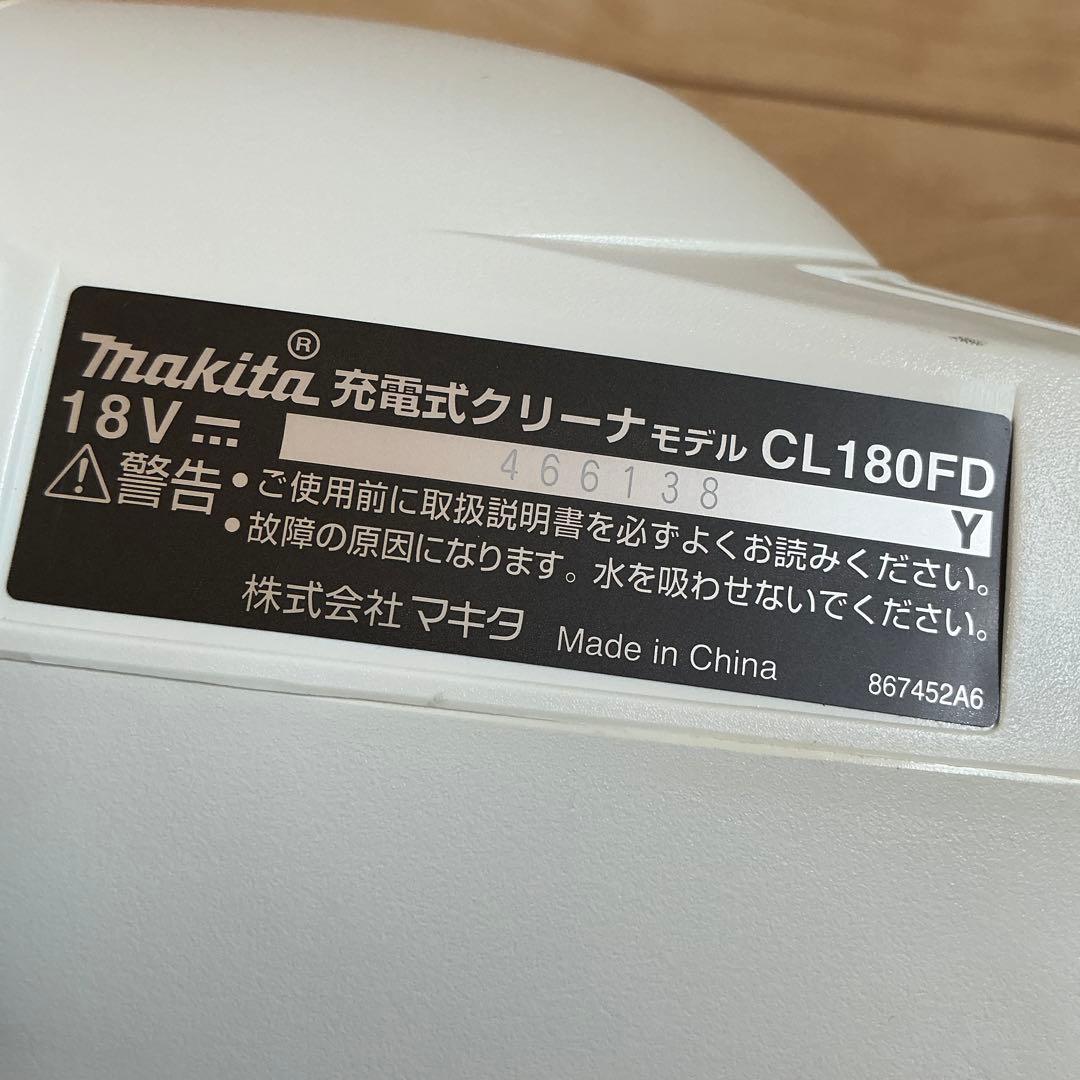 makita® 充電式クリーナ モデル CL180FD
18V ⎓ 466138 Y
⚠警告 • ご使用前に取扱説明書を必ずよくお読みください。
• 故障の原因になります。水を吸わせないでください。
株式会社 マキタ Made in China 867452A6